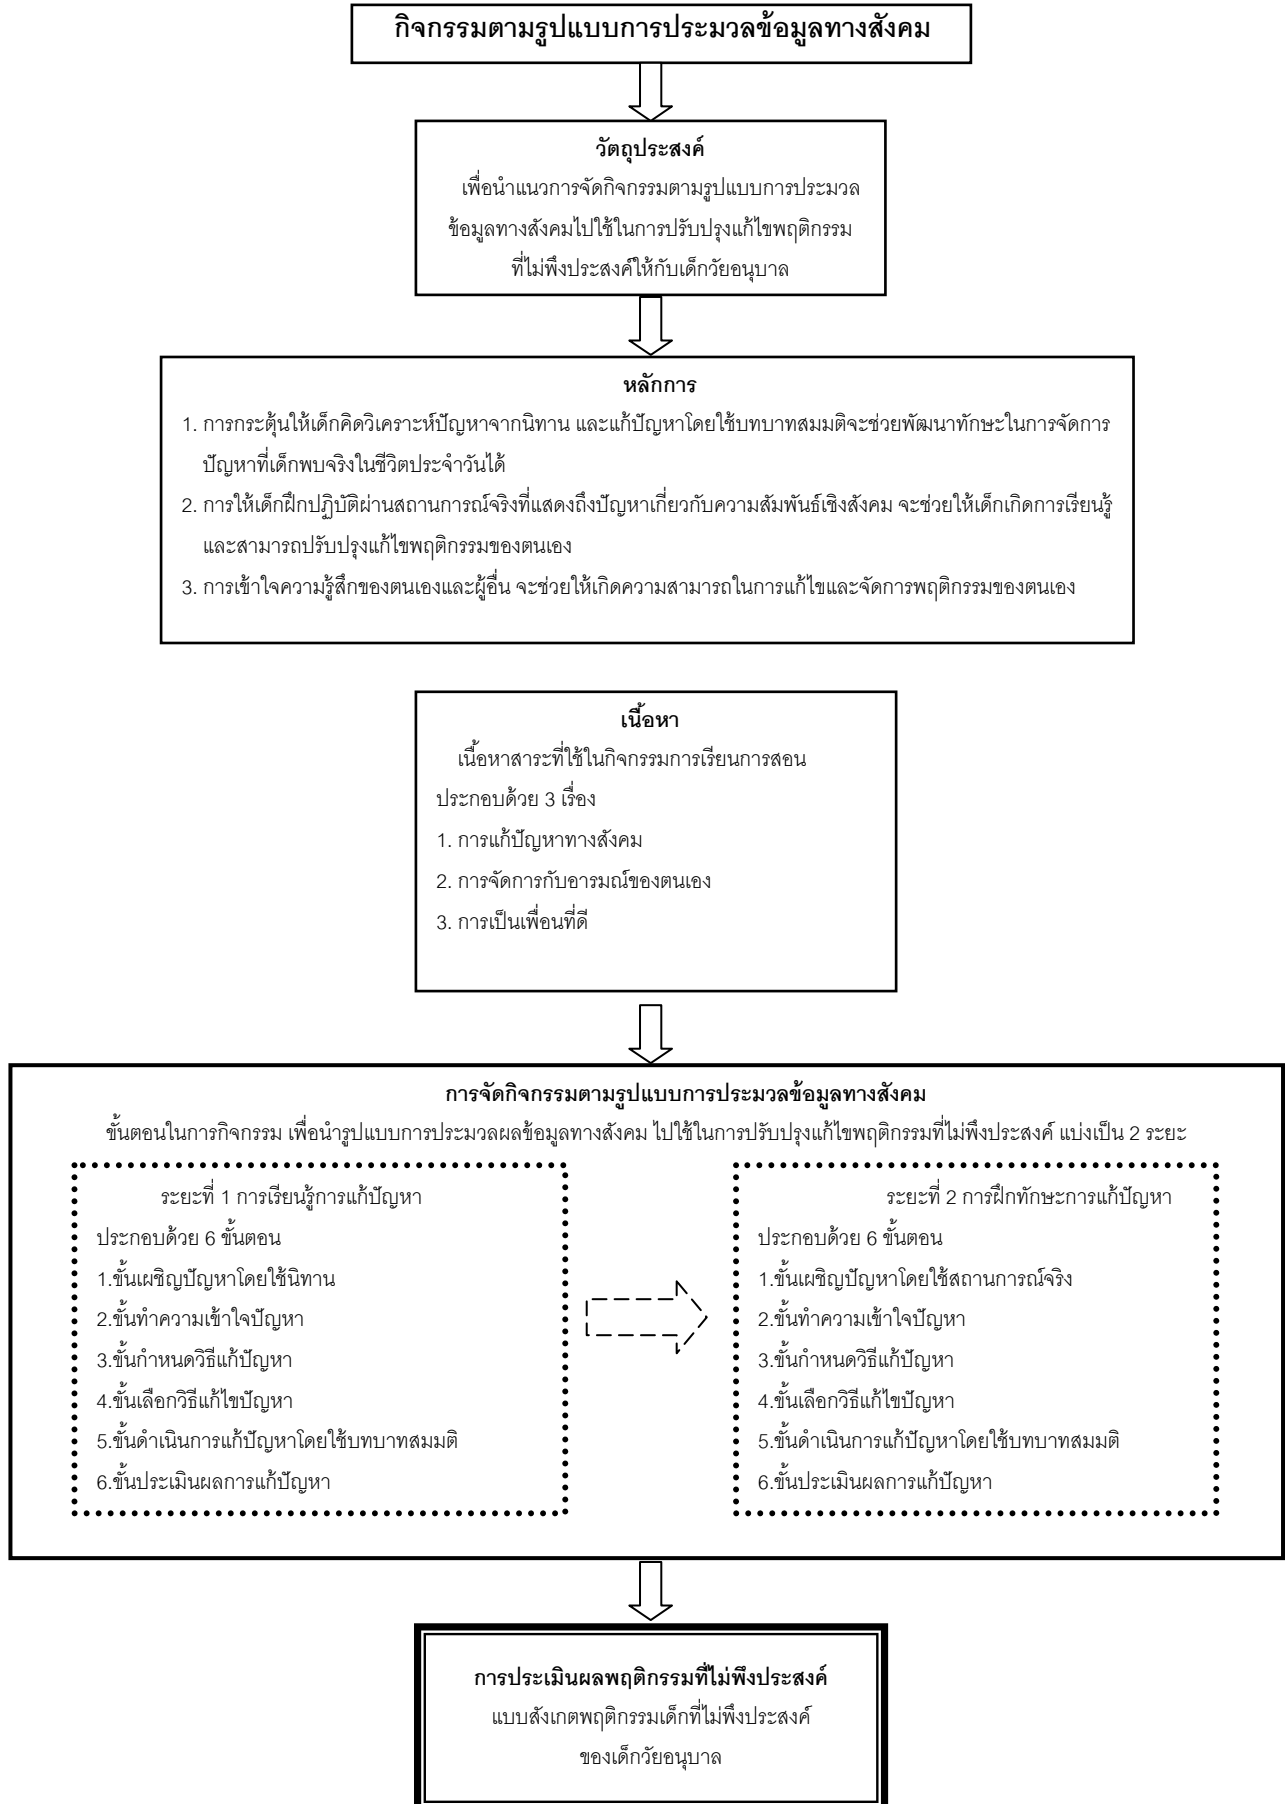 กิจกรรมตามรูปแบบการประมวลข้อมูลทางสังคม
วัตถุประสงค์
เพื่อนำแนวการจัดกิจกรรมตามรูปแบบการประมวล
ข้อมูลทางสังคมไปใช้ในการปรับปรุงแก้ไขพฤติกรรม
ที่ไม่พึงประสงค์ให้กับเด็กวัยอนุบาล
หลักการ
1. การกระตุ้นให้เด็กคิดวิเคราะห์ปัญหาจากนิทาน และแก้ปัญหาโดยใช้บทบาทสมมติจะช่วยพัฒนาทักษะในการจัดการ
ปัญหาที่เด็กพบจริงในชีวิตประจำวันได้
2. การให้เด็กฝึกปฏิบัติผ่านสถานการณ์จริงที่แสดงถึงปัญหาเกี่ยวกับความสัมพันธ์เชิงสังคม จะช่วยให้เด็กเกิดการเรียนรู้
และสามารถปรับปรุงแก้ไขพฤติกรรมของตนเอง
3. การเข้าใจความรู้สึกของตนเองและผู้อื่น จะช่วยให้เกิดความสามารถในการแก้ไขและจัดการพฤติกรรมของตนเอง
เนื้อหา
เนื้อหาสาระที่ใช้ในกิจกรรมการเรียนการสอน
ประกอบด้วย 3 เรื่อง
1. การแก้ปัญหาทางสังคม
2. การจัดการกับอารมณ์ของตนเอง
3. การเป็นเพื่อนที่ดี
การจัดกิจกรรมตามรูปแบบการประมวลข้อมูลทางสังคม
ขั้นตอนในการกิจกรรม เพื่อนำรูปแบบการประมวลผลข้อมูลทางสังคม ไปใช้ในการปรับปรุงแก้ไขพฤติกรรมที่ไม่พึงประสงค์ แบ่งเป็น 2 ระยะ
ระยะที่ 1 การเรียนรู้การแก้ปัญหา
ประกอบด้วย 6 ขั้นตอน
1.ขั้นเผชิญปัญหาโดยใช้นิทาน
2.ขั้นทำความเข้าใจปัญหา
3.ขั้นกำหนดวิธีแก้ปัญหา
4.ขั้นเลือกวิธีแก้ไขปัญหา
5.ขั้นดำเนินการแก้ปัญหาโดยใช้บทบาทสมมติ
6.ขั้นประเมินผลการแก้ปัญหา
ระยะที่ 2 การฝึกทักษะการแก้ปัญหา
ประกอบด้วย 6 ขั้นตอน
1.ขั้นเผชิญปัญหาโดยใช้สถานการณ์จริง
2.ขั้นทำความเข้าใจปัญหา
3.ขั้นกำหนดวิธีแก้ปัญหา
4.ขั้นเลือกวิธีแก้ไขปัญหา
5.ขั้นดำเนินการแก้ปัญหาโดยใช้บทบาทสมมติ
6.ขั้นประเมินผลการแก้ปัญหา
การประเมินผลพฤติกรรมที่ไม่พึงประสงค์
แบบสังเกตพฤติกรรมเด็กที่ไม่พึงประสงค์
ของเด็กวัยอนุบาล